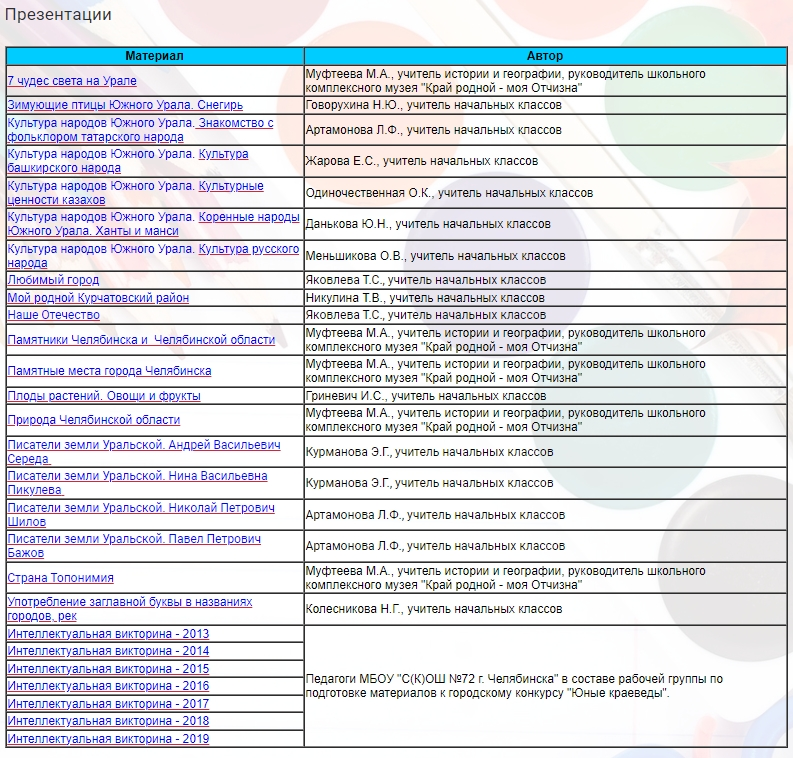 Презентации
Материал Автор
7 чудес света на Урале
Муфтеева М.А., учитель истории и географии, руководитель школьного
комплексного музея "Край родной - моя Отчизна"
Зимующие птицы Южного Урала. Снегирь
Говорухина Н.Ю., учитель начальных классов
Культура народов Южного Урала. Знакомство с
фольклором татарского народа
Артамонова Л.Ф., учитель начальных классов
Культура народов Южного Урала. Культура
башкирского народа
Жарова Е.С., учитель начальных классов
Культура народов Южного Урала. Культурные
ценности казахов
Одиночественная О.К., учитель начальных классов
Культура народов Южного Урала. Коренные народы
Южного Урала. Ханты и манси
Данькова Ю.Н., учитель начальных классов
Культура народов Южного Урала. Культура русского
народа
Меньшикова О.В., учитель начальных классов
Любимый город
Яковлева Т.С., учитель начальных классов
Мой родной Курчатовский район
Никулина Т.В., учитель начальных классов
Наше Отечество
Яковлева Т.С., учитель начальных классов
Памятники Челябинска и Челябинской области
Муфтеева М.А., учитель истории и географии, руководитель школьного
комплексного музея "Край родной - моя Отчизна"
Памятные места города Челябинска
Муфтеева М.А., учитель истории и географии, руководитель школьного
комплексного музея "Край родной - моя Отчизна"
Плоды растений. Овощи и фрукты
Гриневич И.С., учитель начальных классов
Природа Челябинской области
Муфтеева М.А., учитель истории и географии, руководитель школьного
комплексного музея "Край родной - моя Отчизна"
Писатели земли Уральской. Андрей Васильевич
Середа
Курманова Э.Г., учитель начальных классов
Писатели земли Уральской. Нина Васильевна
Пикулева
Курманова Э.Г., учитель начальных классов
Писатели земли Уральской. Николай Петрович
Шилов
Артамонова Л.Ф., учитель начальных классов
Писатели земли Уральской. Павел Петрович
Бажов
Артамонова Л.Ф., учитель начальных классов
Страна Топонимия
Муфтеева М.А., учитель истории и географии, руководитель школьного
комплексного музея "Край родной - моя Отчизна"
Употребление заглавной буквы в названиях
городов, рек
Колесникова Н.Г., учитель начальных классов
Интеллектуальная викторина - 2013
Интеллектуальная викторина - 2014
Интеллектуальная викторина - 2015
Интеллектуальная викторина - 2016
Интеллектуальная викторина - 2017
Интеллектуальная викторина - 2018
Интеллектуальная викторина - 2019
Педагоги МБОУ "С(К)ОШ №72 г. Челябинска" в составе рабочей группы по
подготовке материалов к городскому конкурсу "Юные краеведы".